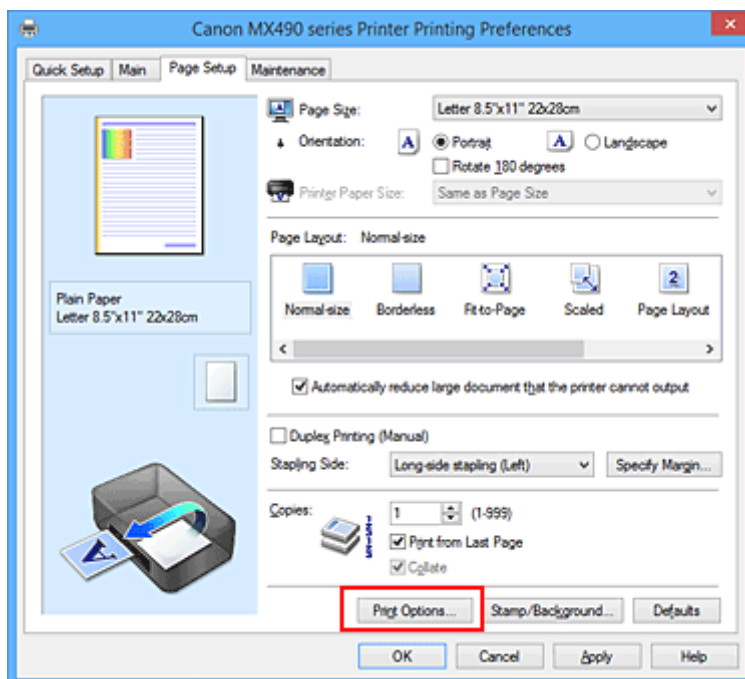 Canon MX490 series Printer Printing Preferences
Quick Setup Main Page Setup Maintenance
Page Size: Letter 8.5"x11" 22x28cm
Orientation: A Portrait A Landscape
Rotate 180 degrees
Printer Paper Size: Same as Page Size
Page Layout: Normal-size
2
Normal-size Borderless Fit-to-Page Scaled Page Layout
Plain Paper
Letter 8.5"x11" 22x28cm
Automatically reduce large document that the printer cannot output
Duplex Printing (Manual)
Stapling Side: Long-side stapling (Left) Specify Margin...
Copies: 1 (1-999)
Print from Last Page
Collate
A
Print Options... Stamp/Background... Defaults
OK Cancel Apply Help